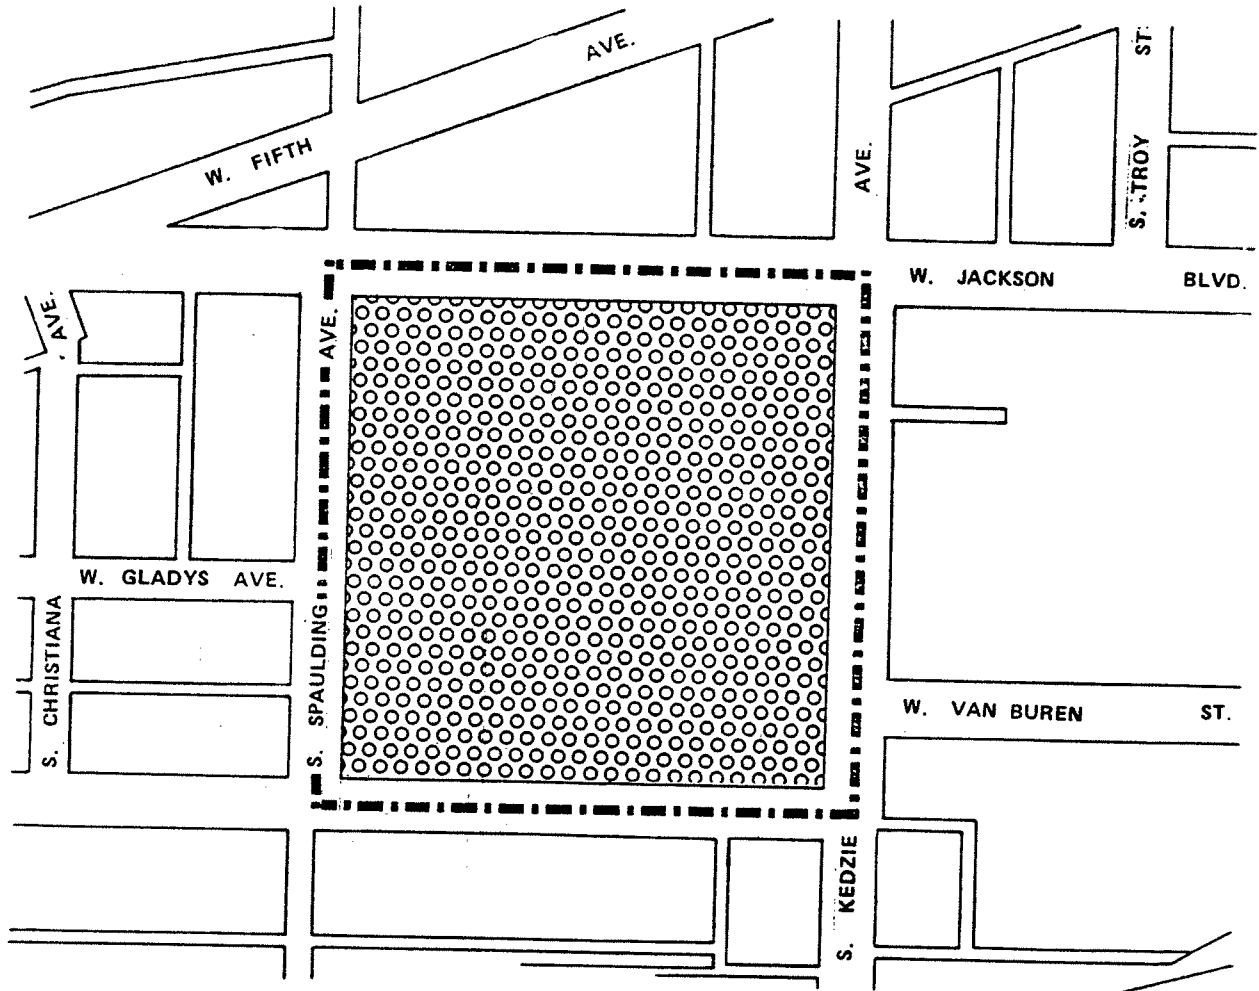 W. FIFTH AVE.
S. TROY ST.
AVE.
W. JACKSON BLVD.
AVE.
AVE.
W. GLADYS AVE.
S. CHRISTIANA
S. SPAULDING
W. VAN BUREN ST.
S. KEDZIE